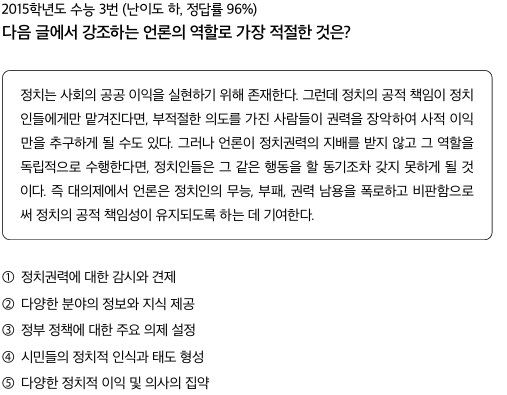 2015학년도 수능 3번 (난이도 하, 정답률 96%)
다음 글에서 강조하는 언론의 역할로 가장 적절한 것은?
정치는 사회의 공공 이익을 실현하기 위해 존재한다. 그런데 정치의 공적 책임이 정치
인들에게만 맡겨진다면, 부적절한 의도를 가진 사람들이 권력을 장악하여 사적 이익
만을 추구하게 될 수도 있다. 그러나 언론이 정치권력의 지배를 받지 않고 그 역할을
독립적으로 수행한다면, 정치인들은 그 같은 행동을 할 동기조차 갖지 못하게 될 것
이다. 즉 대의제에서 언론은 정치인의 무능, 부패, 권력 남용을 폭로하고 비판함으로
써 정치의 공적 책임성이 유지되도록 하는 데 기여한다.
① 정치권력에 대한 감시와 견제
② 다양한 분야의 정보와 지식 제공
③ 정부 정책에 대한 주요 의제 설정
④ 시민들의 정치적 인식과 태도 형성
⑤ 다양한 정치적 이익 및 의사의 집약